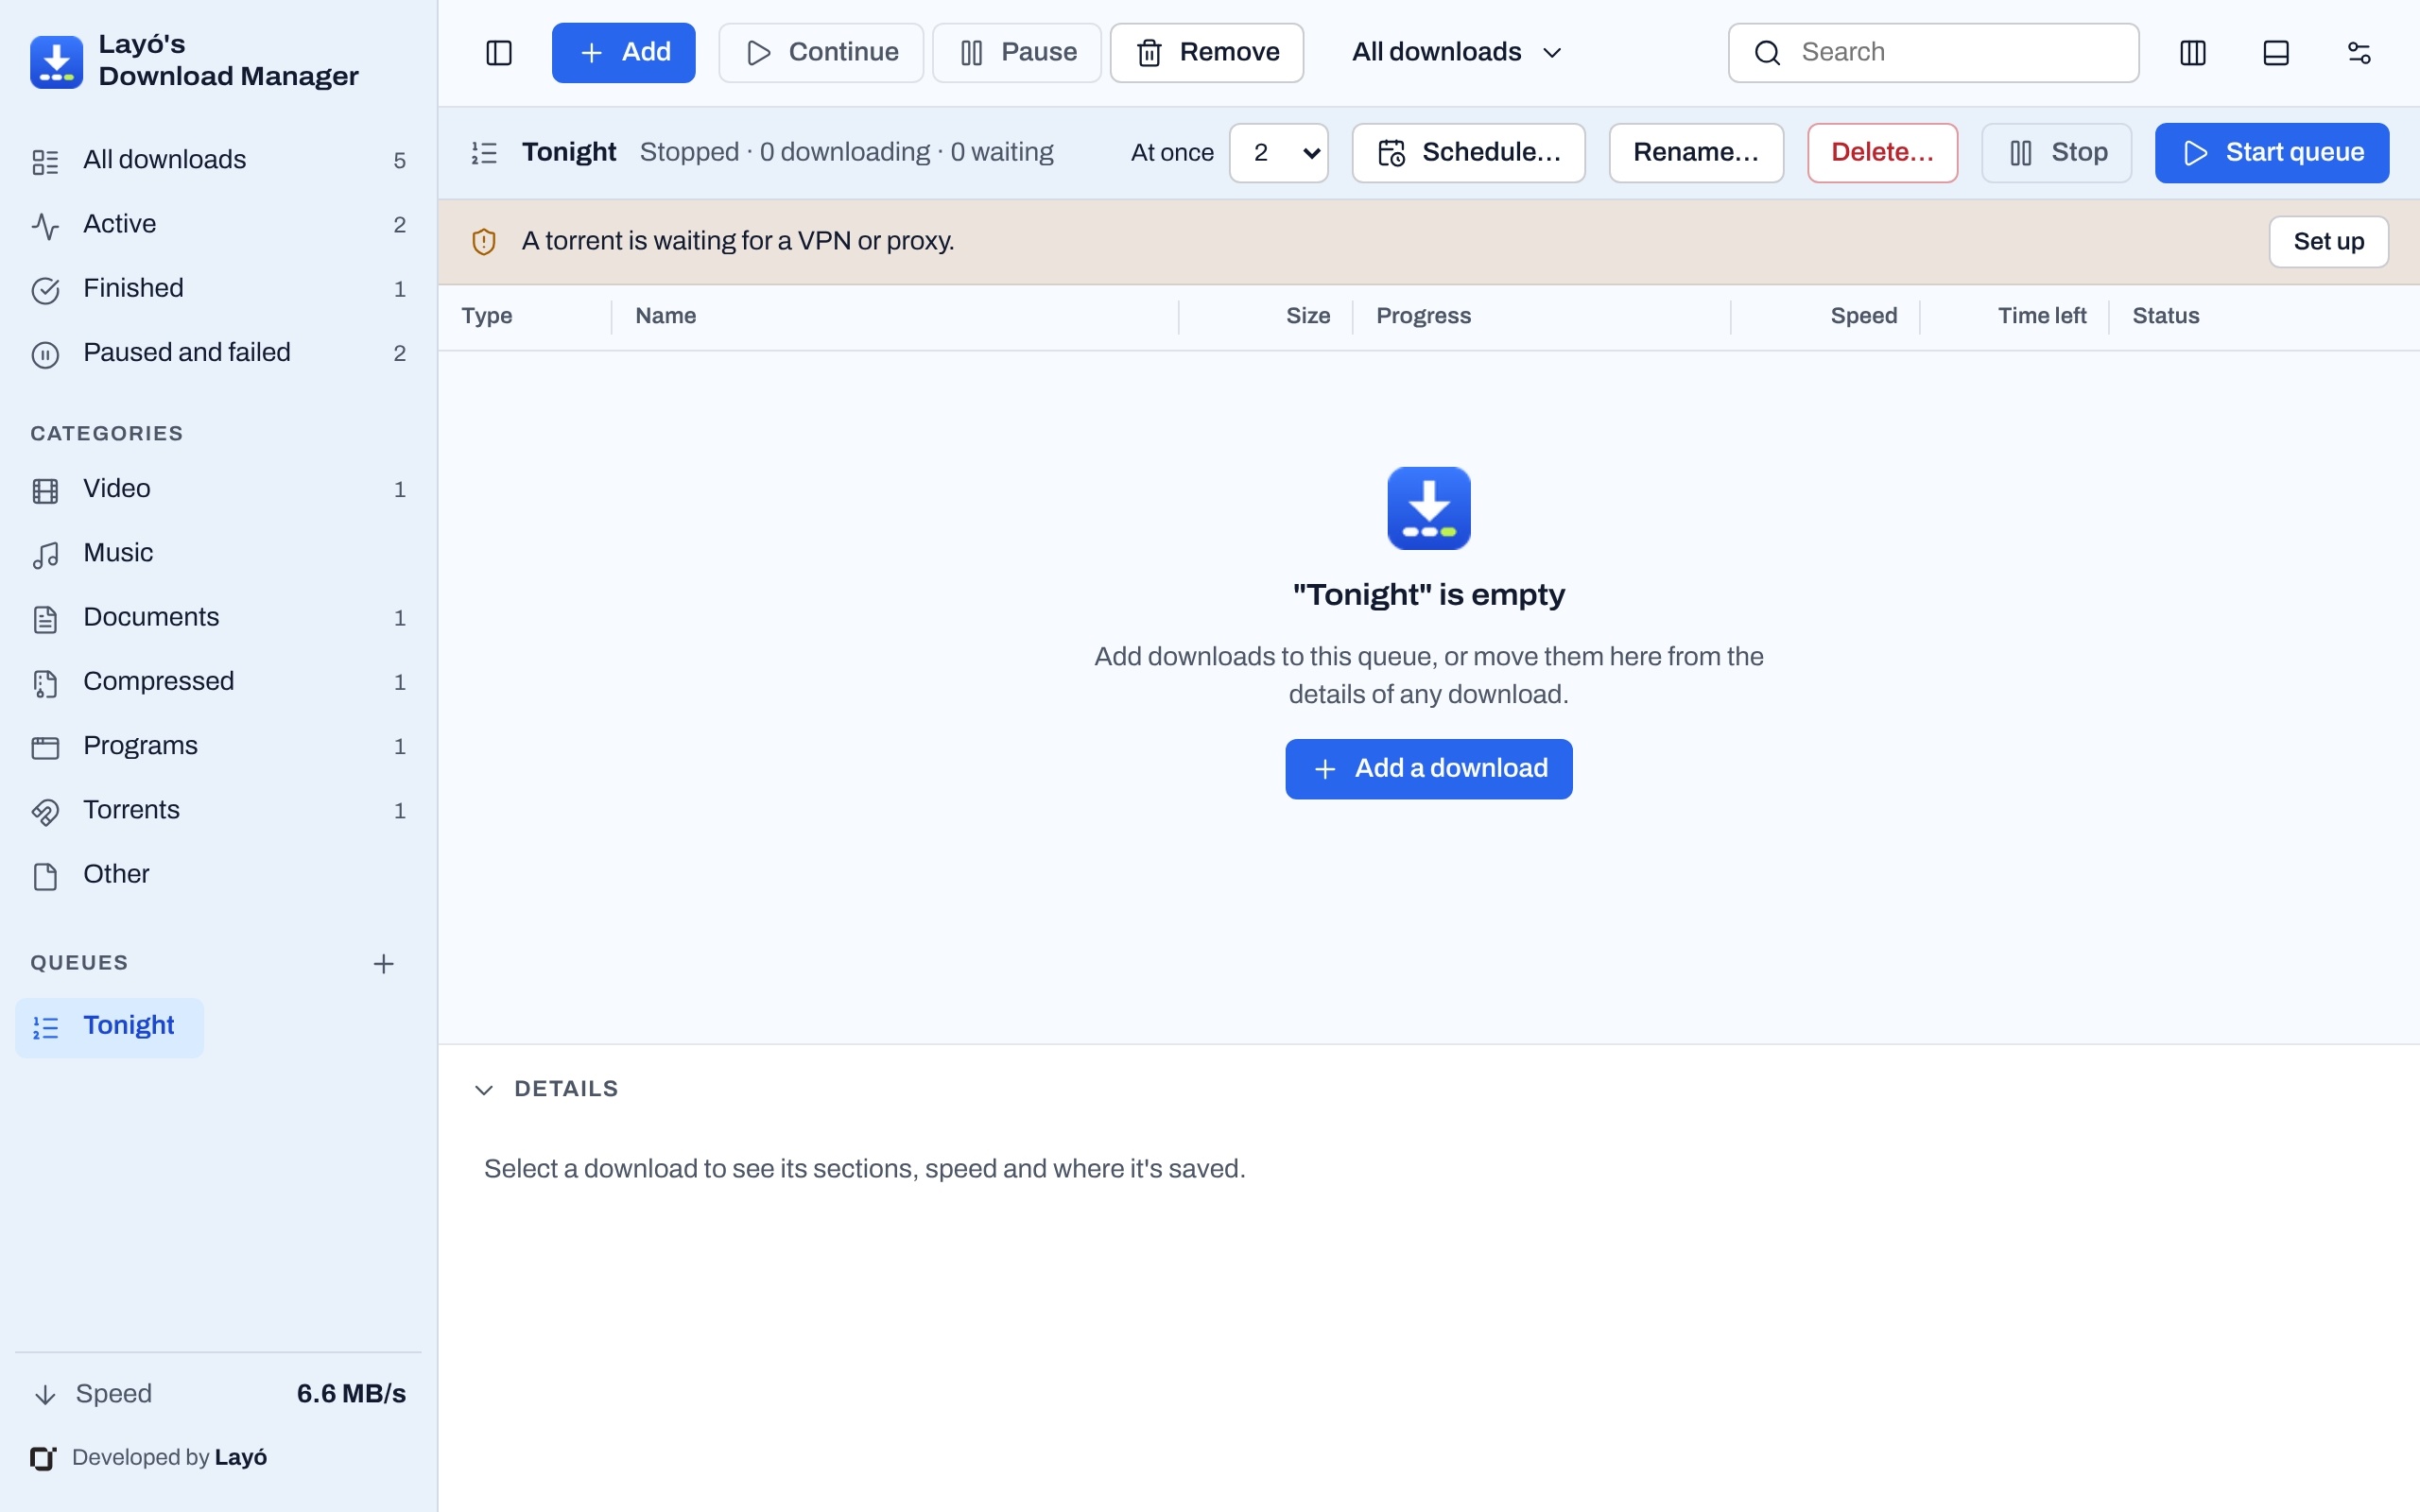 Layó's
Download Manager
All downloads 5
Active 2
Finished 1
Paused and failed 2
CATEGORIES
Video 1
Music
Documents 1
Compressed 1
Programs 1
Torrents 1
Other
QUEUES
Tonight
Speed 6.6 MB/s
Developed by Layó
Add Continue Pause Remove All downloads Search
Tonight Stopped · 0 downloading · 0 waiting At once 2 Schedule... Rename... Delete... Stop Start queue
A torrent is waiting for a VPN or proxy. Set up
Type Name Size Progress Speed Time left Status
"Tonight" is empty
Add downloads to this queue, or move them here from the
details of any download.
Add a download
DETAILS
Select a download to see its sections, speed and where it's saved.